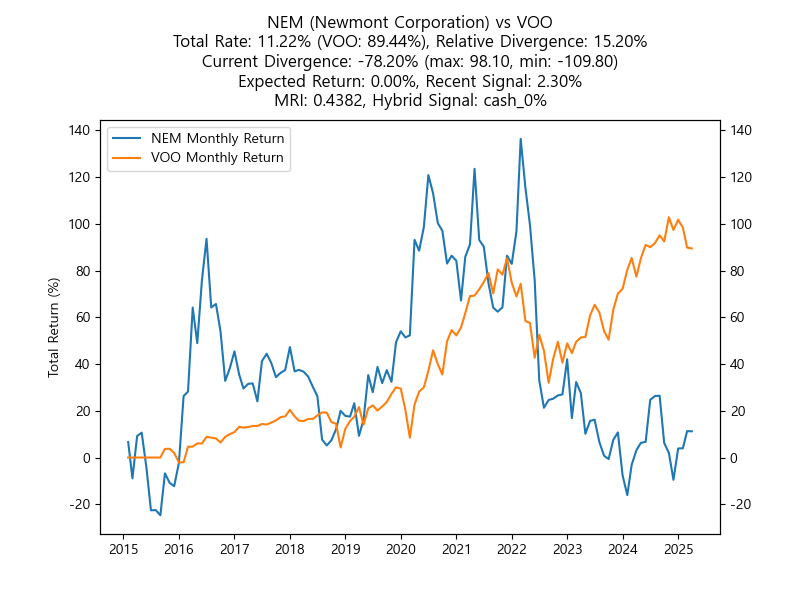 NEM (Newmont Corporation) vs VOO
Total Rate: 11.22% (VOO: 89.44%), Relative Divergence: 15.20%
Current Divergence: -78.20% (max: 98.10, min: -109.80)
Expected Return: 0.00%, Recent Signal: 2.30%
MRI: 0.4382, Hybrid Signal: cash_0%
NEM Monthly Return
VOO Monthly Return
Total Return (%)
140
120
100
80
60
40
20
0
-20
140
120
100
80
60
40
20
0
-20
2015 2016 2017 2018 2019 2020 2021 2022 2023 2024 2025